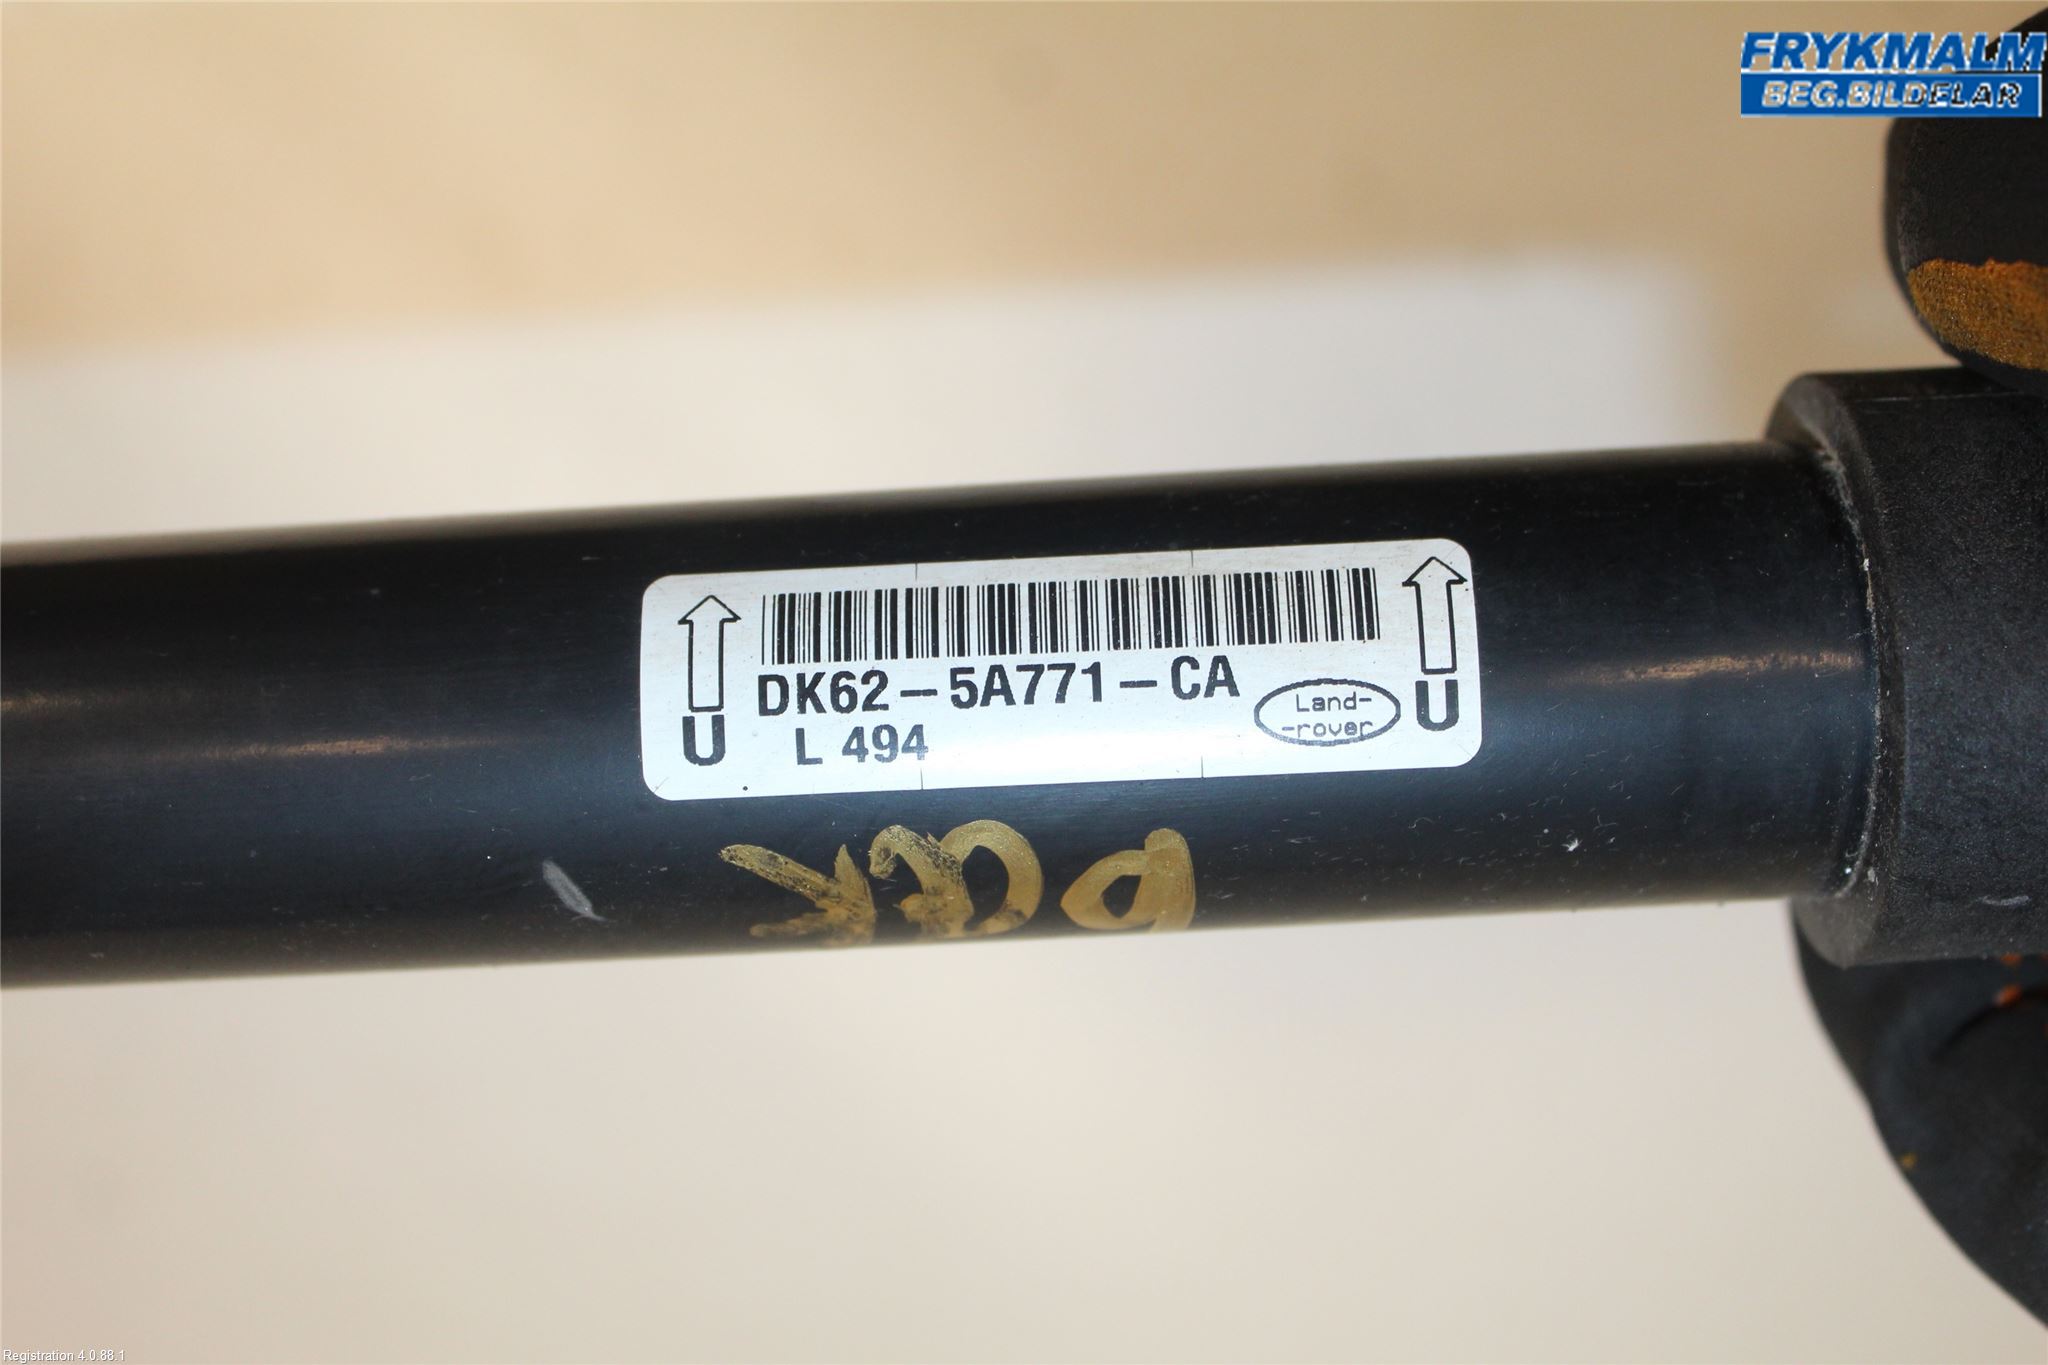 FRYKMALM
BEG.BILDELAR
DK62-5A771-CA
L 494
Land-
-rover
U
U
Registration 4.0.88.1